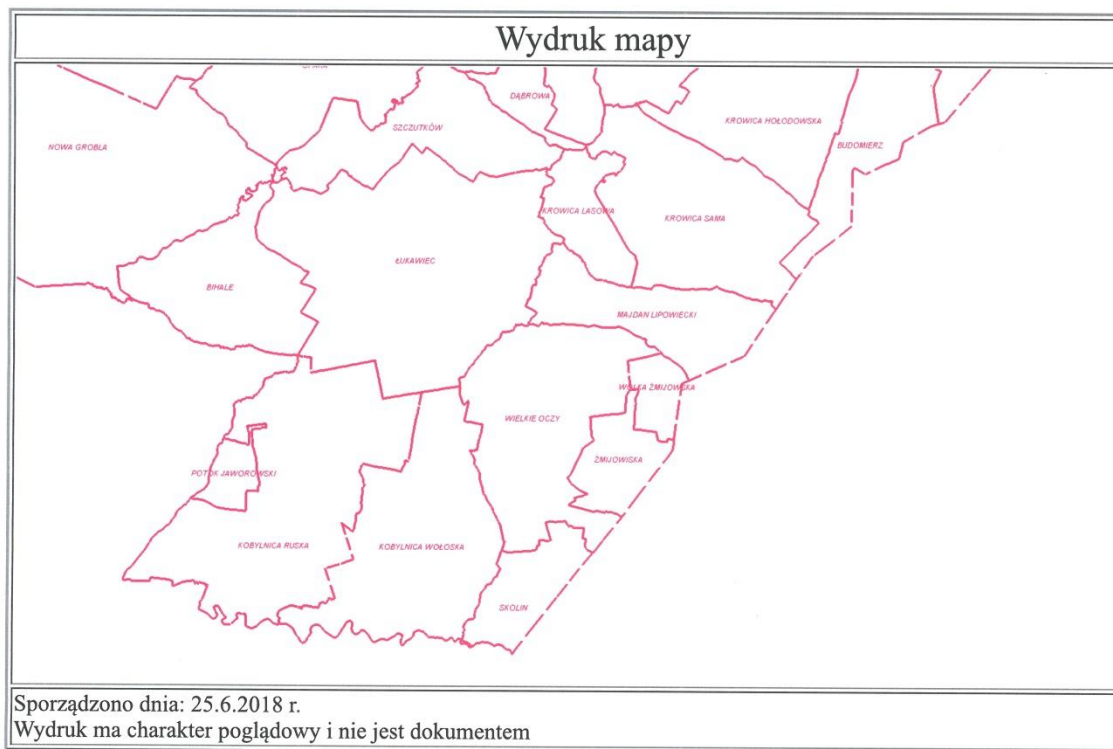 Wydruk mapy
DĄBROWA
SZCZUTKÓW
KROWICA HOŁODOWSKA
NOWA GROBLA
BUDOMIERZ
KROWICA LASOWA
KROWICA SAMA
ŁUKAWIEC
BIHALE
MAJDAN LIPOWIECKI
WÓLKA ŻMIJOWSKA
WIELKIE OCZY
ŻMIJOWISKA
POTOK JAWOROWSKI
KOBYLNICA RUSKA
KOBYLNICA WOŁOSKA
SKOLIN
Sporządzono dnia: 25.6.2018 r.
Wydruk ma charakter poglądowy i nie jest dokumentem